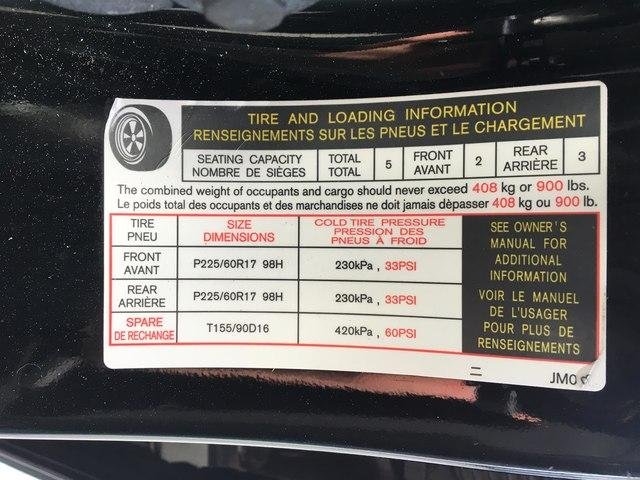 TIRE AND LOADING INFORMATION
RENSEIGNEMENTS SUR LES PNEUS ET LE CHARGEMENT
SEATING CAPACITY
NOMBRE DE SIÈGES
TOTAL
TOTAL
5
FRONT
AVANT
2
REAR
ARRIÈRE
3
The combined weight of occupants and cargo should never exceed 408 kg or 900 lbs.
Le poids total des occupants et des marchandises ne doit jamais dèpasser 408 kg ou 900 lb.
TIRE
PNEU
SIZE
DIMENSIONS
COLD TIRE PRESSURE
PRESSION DES
PNEUS À FROID
FRONT
AVANT
P225/60R17 98H
230kPa , 33PSI
REAR
ARRIÈRE
P225/60R17 98H
230kPa , 33PSI
SPARE
DE RECHANGE
T155/90D16
420kPa , 60PSI
SEE OWNER'S
MANUAL FOR
ADDITIONAL
INFORMATION
VOIR LE MANUEL
DE L'USAGER
POUR PLUS DE
RENSEIGNEMENTS